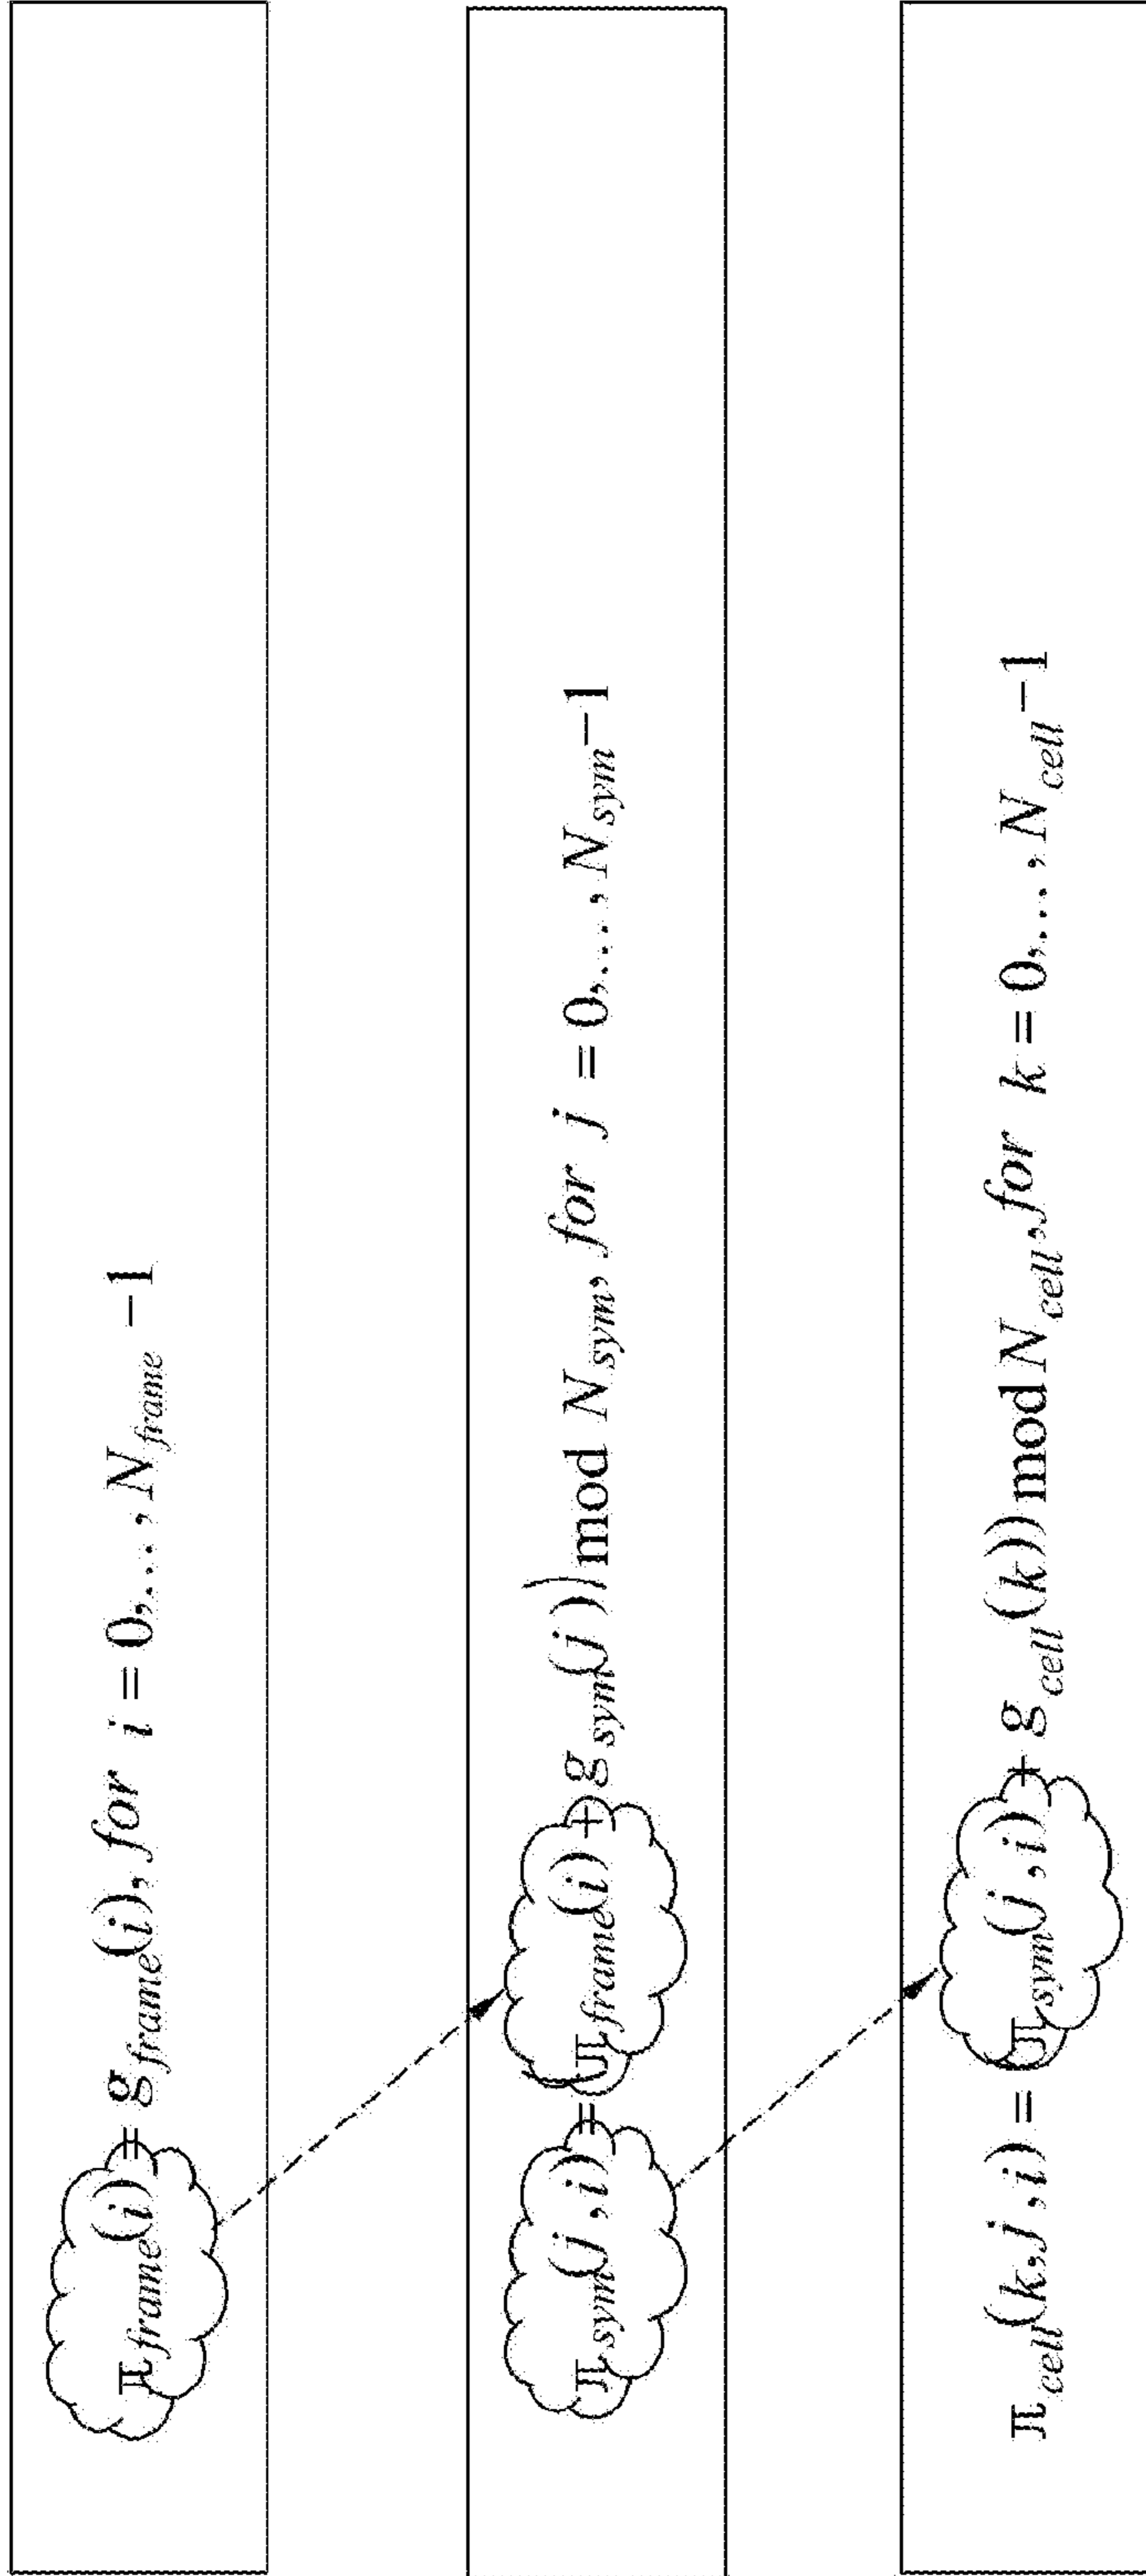 π_frame(i) = g_frame(i), for i = 0,..., N_frame −1
π_sym(j,i) = (π_frame(i) + g_sym(j)) mod N_sym, for j = 0,..., N_sym −1
π_cell(k,j,i) = (π_sym(j,i) + g_cell(k)) mod N_cell, for k = 0,..., N_cell −1